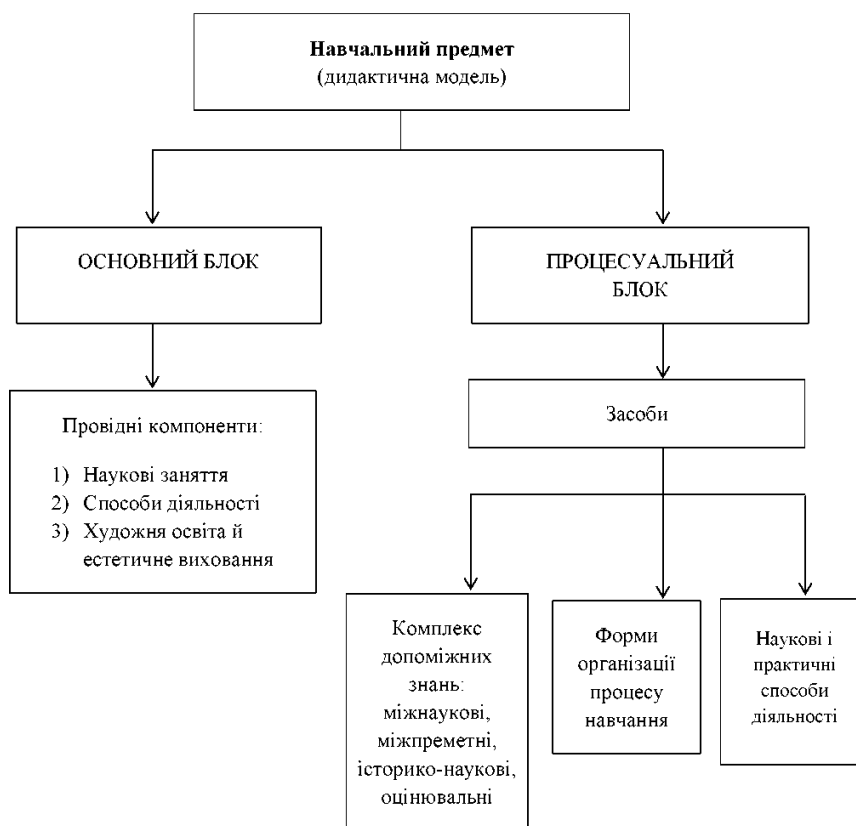 Навчальний предмет
(дидактична модель)
ОСНОВНИЙ БЛОК
ПРОЦЕСУАЛЬНИЙ
БЛОК
Провідні компоненти:
1) Наукові заняття
2) Способи діяльності
3) Художня освіта й
естетичне виховання
Засоби
Комплекс
допоміжних
знань:
міжнаукові,
міжпреметні,
історико-наукові,
оцінювальні
Форми
організації
процесу
навчання
Наукові і
практичні
способи
діяльності